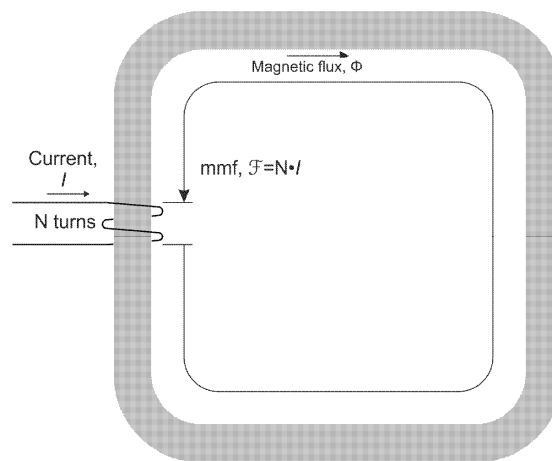 Magnetic flux, Φ
Current,
I
mmf, ℱ=N•I
N turns